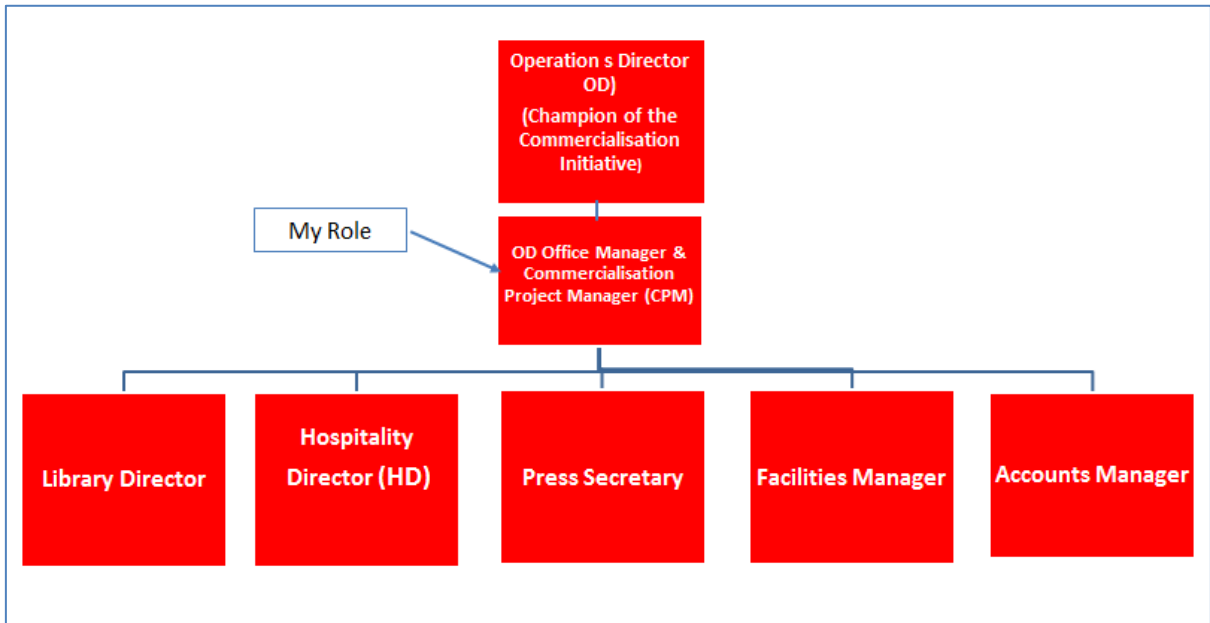 Operation s Director
OD)
(Champion of the
Commercialisation
Initiative)
My Role
OD Office Manager &
Commercialisation
Project Manager (CPM)
Library Director
Hospitality
Director (HD)
Press Secretary
Facilities Manager
Accounts Manager